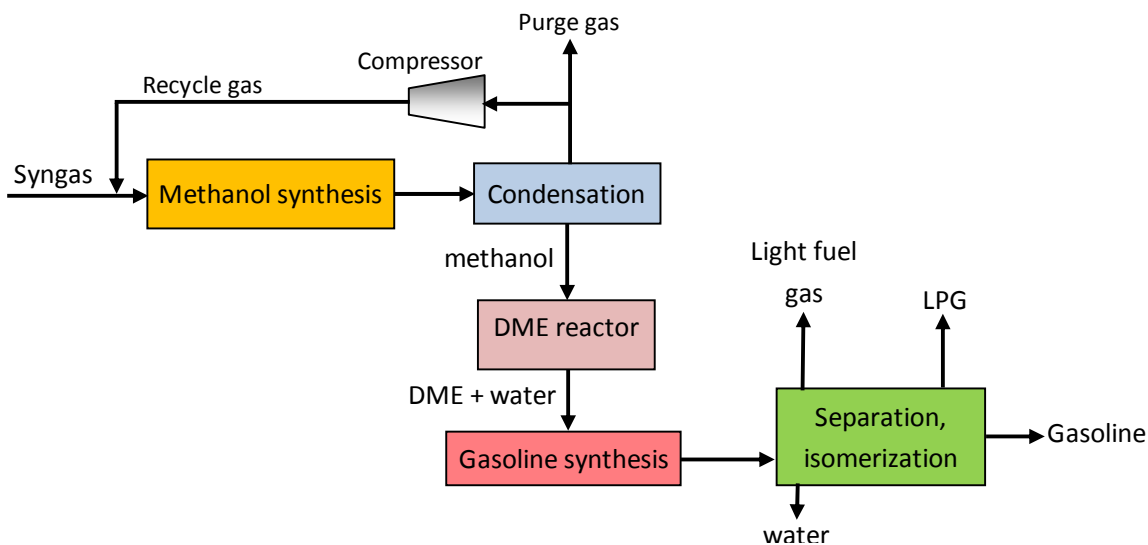 Purge gas
Compressor
Recycle gas
Syngas
Methanol synthesis
Condensation
methanol
Light fuel
gas
LPG
DME reactor
DME + water
Separation,
isomerization
Gasoline
Gasoline synthesis
water